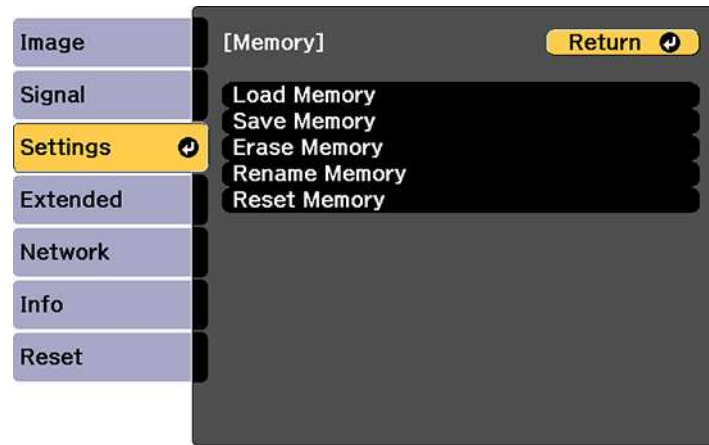 Image
Signal
Settings
Extended
Network
Info
Reset
[Memory]
Return
Load Memory
Save Memory
Erase Memory
Rename Memory
Reset Memory